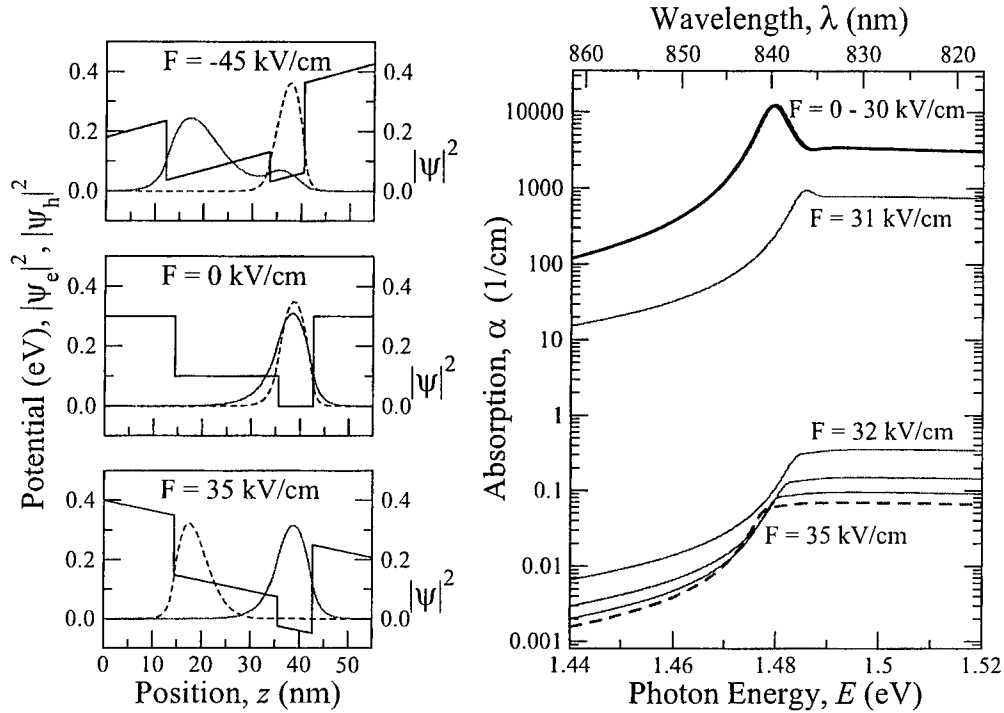 Potential (eV), |ψe|², |ψh|²
F = -45 kV/cm
0.4
0.2
0.0
0.4
0.2
0.0
|ψ|²
F = 0 kV/cm
0.4
0.2
0.0
0.4
0.2
0.0
|ψ|²
F = 35 kV/cm
0.4
0.2
0.0
0.4
0.2
0.0
|ψ|²
0 10 20 30 40 50
Position, z (nm)
Wavelength, λ (nm)
860 850 840 830 820
Absorption, α (1/cm)
10000
1000
100
10
1
0.1
0.01
0.001
F = 0 - 30 kV/cm
F = 31 kV/cm
F = 32 kV/cm
F = 35 kV/cm
1.44 1.46 1.48 1.5 1.52
Photon Energy, E (eV)